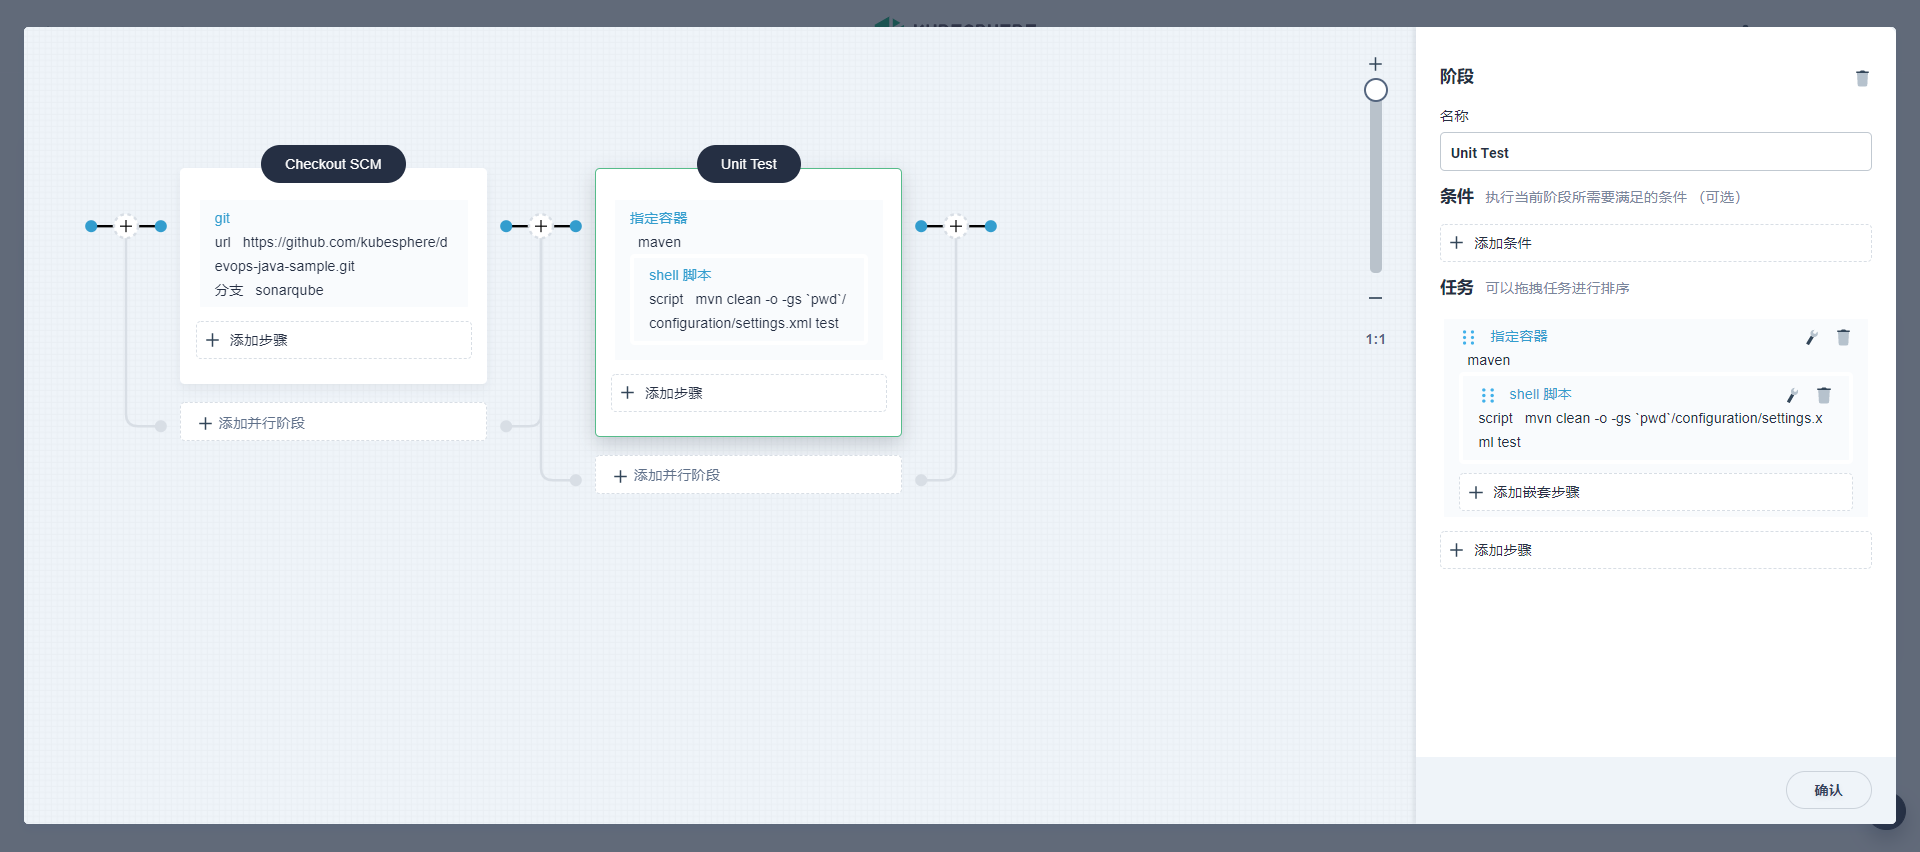 Checkout SCM
git
url https://github.com/kubesphere/d
evops-java-sample.git
分支 sonarqube
添加步骤
添加并行阶段
Unit Test
指定容器
maven
shell 脚本
script mvn clean -o -gs `pwd`/
configuration/settings.xml test
添加步骤
添加并行阶段
1:1
阶段
名称
Unit Test
条件 执行当前阶段所需要满足的条件 （可选）
添加条件
任务 可以拖拽任务进行排序
指定容器
maven
shell 脚本
script mvn clean -o -gs `pwd`/configuration/settings.x
ml test
添加嵌套步骤
添加步骤
确认